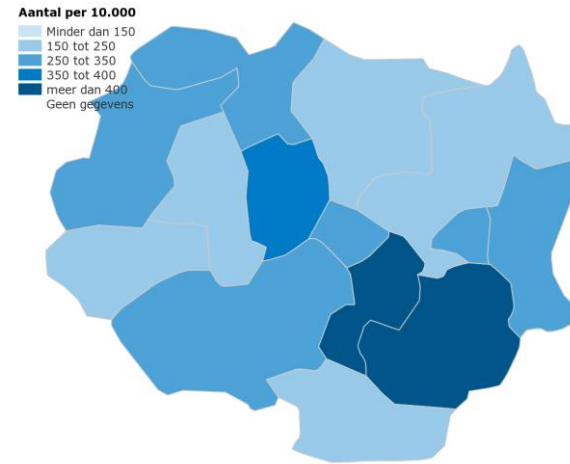 Aantal per 10.000
Minder dan 150
150 tot 250
250 tot 350
350 tot 400
meer dan 400
Geen gegevens